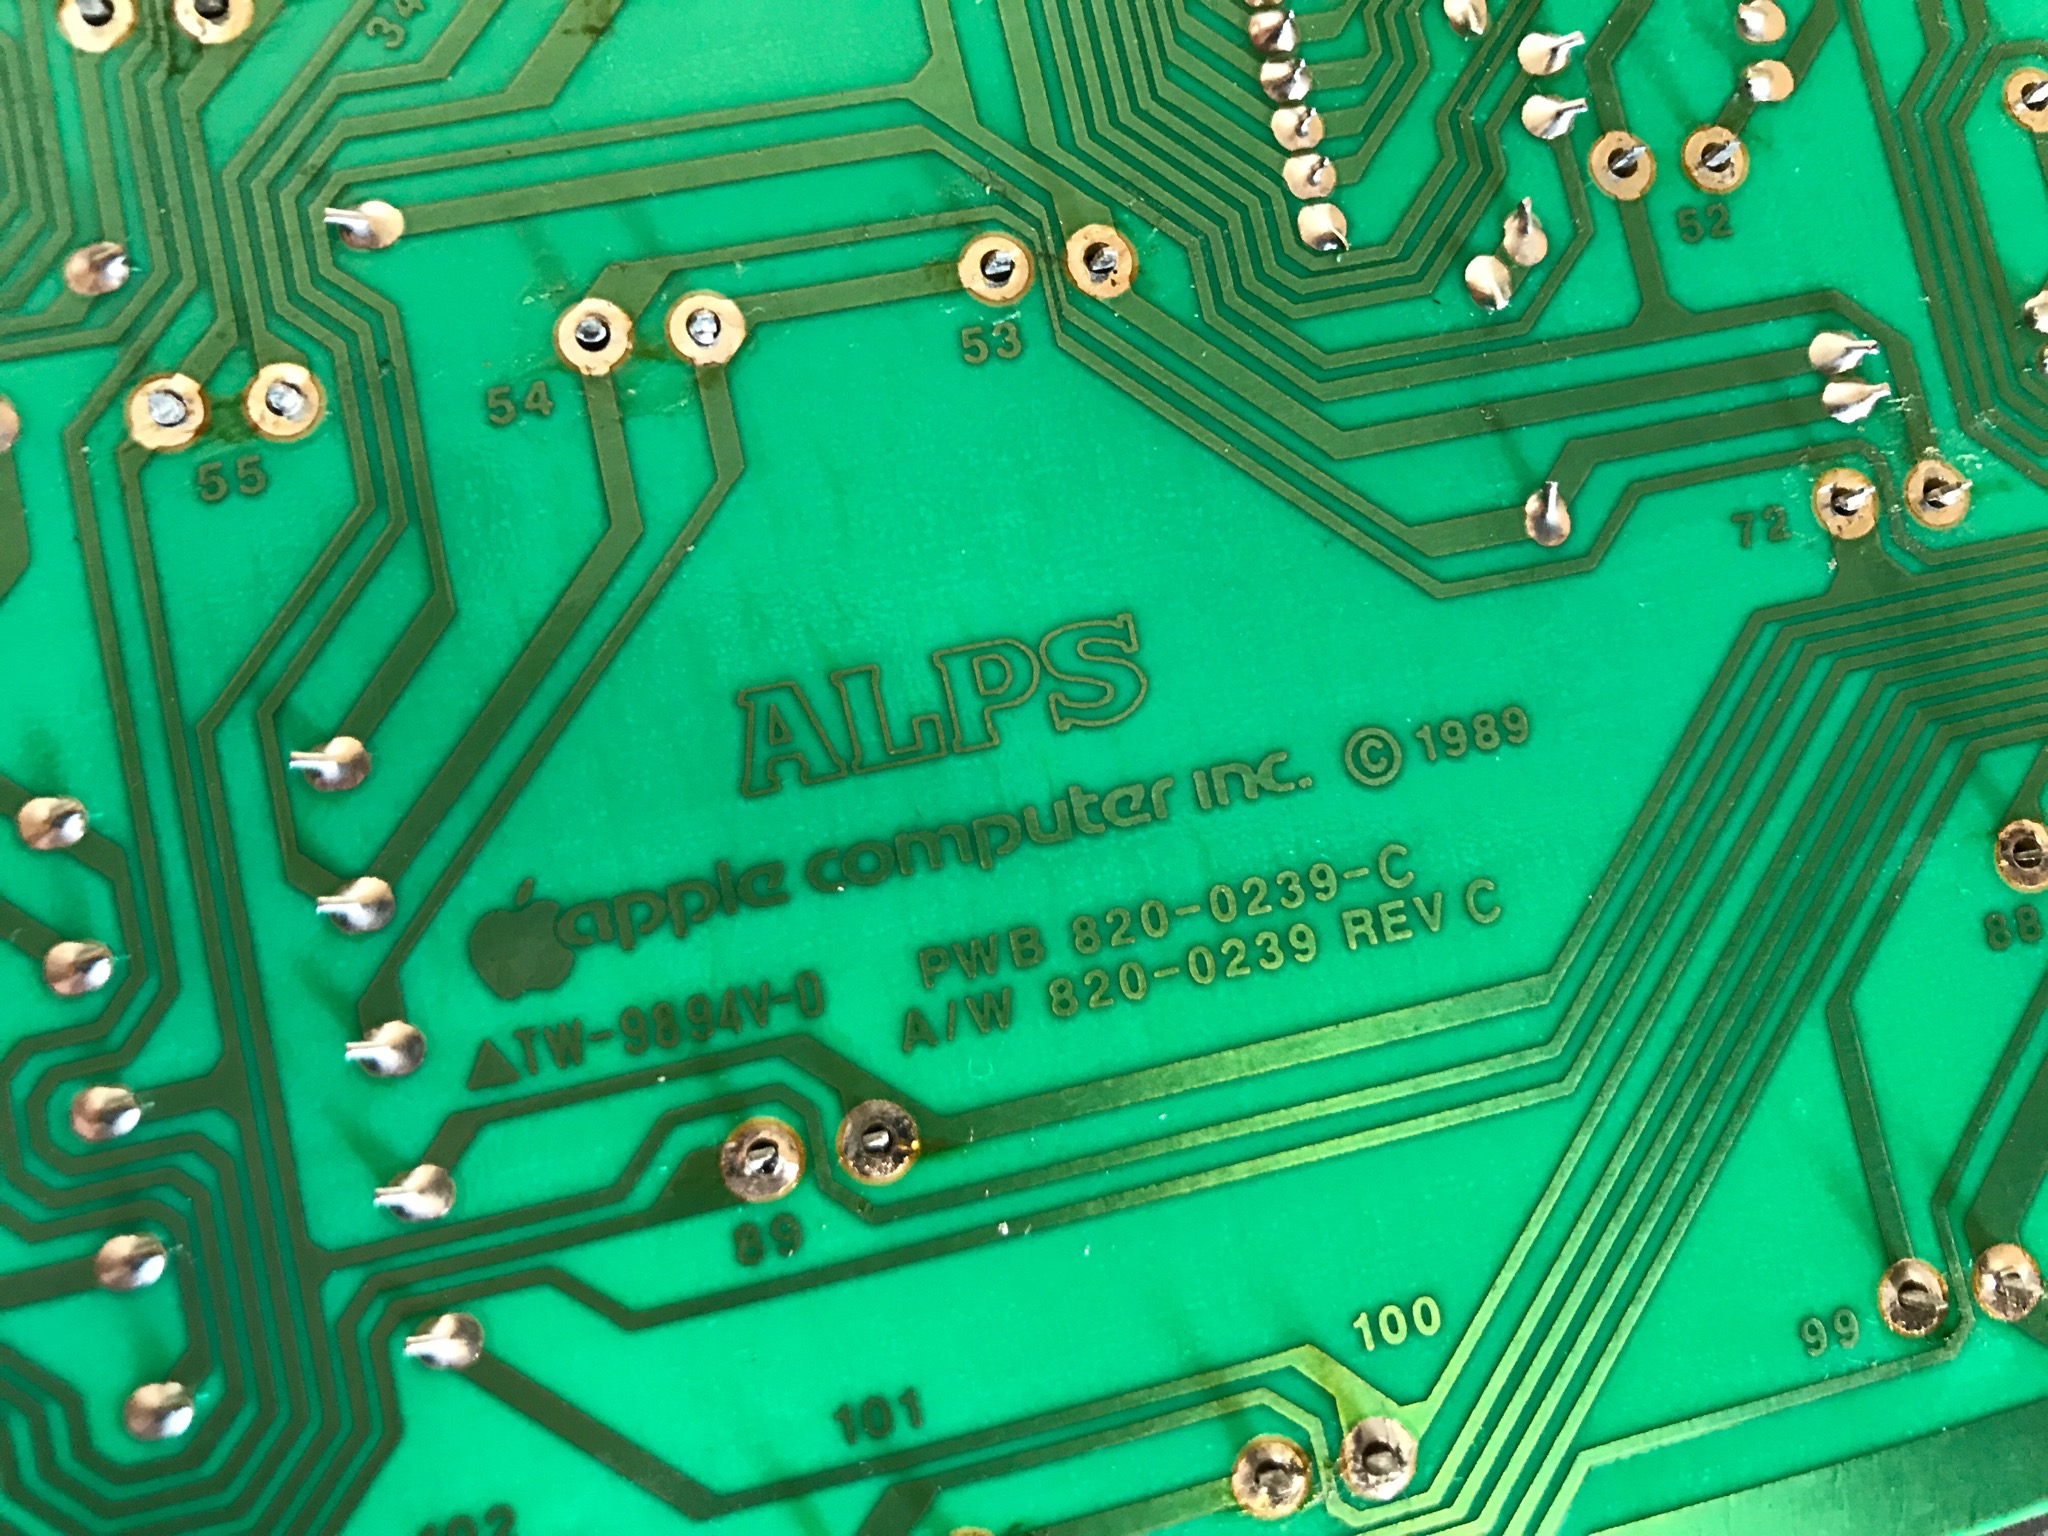 34
52
53
54
55
72
ALPS
apple computer inc. © 1989
PWB 820-0239-C
A/W 820-0239 REV C
▲TW-9894V-0
88
89
100
99
101